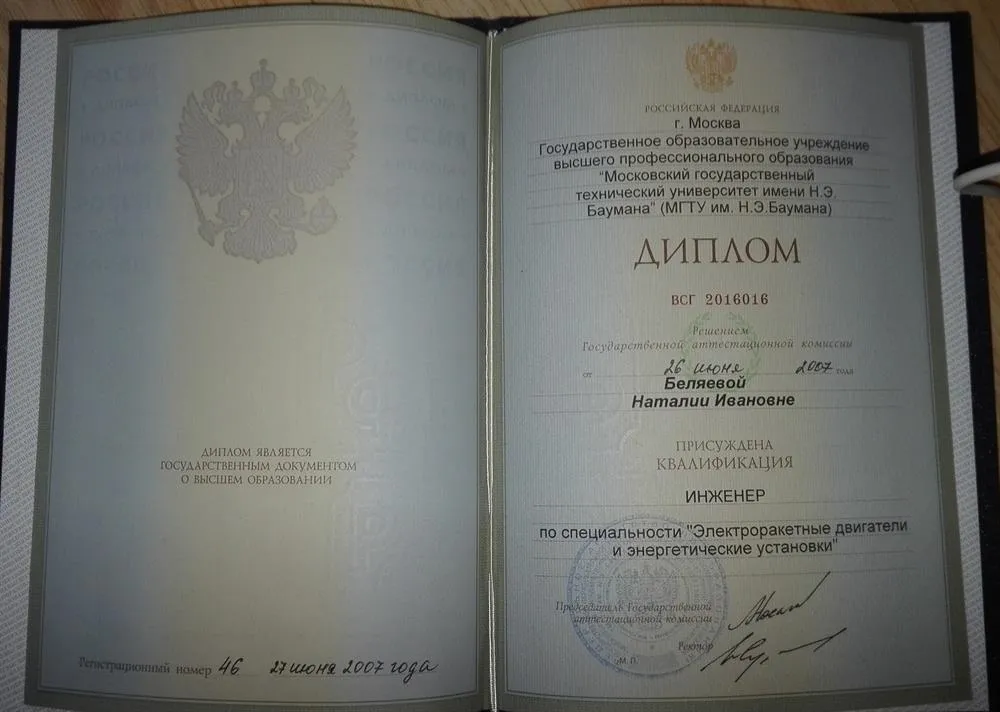 ДИПЛОМ ЯВЛЯЕТСЯ
ГОСУДАРСТВЕННЫМ ДОКУМЕНТОМ
О ВЫСШЕМ ОБРАЗОВАНИИ
Регистрационный номер 46 27 июня 2007 года
РОССИЙСКАЯ ФЕДЕРАЦИЯ
г. Москва
Государственное образовательное учреждение
высшего профессионального образования
"Московский государственный
технический университет имени Н.Э.
Баумана" (МГТУ им. Н.Э.Баумана)
ДИПЛОМ
ВСГ 2016016
Решением
Государственной аттестационной комиссии
от 26 июня 2007 года
Беляевой
Наталии Ивановне
ПРИСУЖДЕНА
КВАЛИФИКАЦИЯ
ИНЖЕНЕР
по специальности "Электроракетные двигатели
и энергетические установки"
Председатель Государственной
аттестационной комиссии
Ректор
М.П.